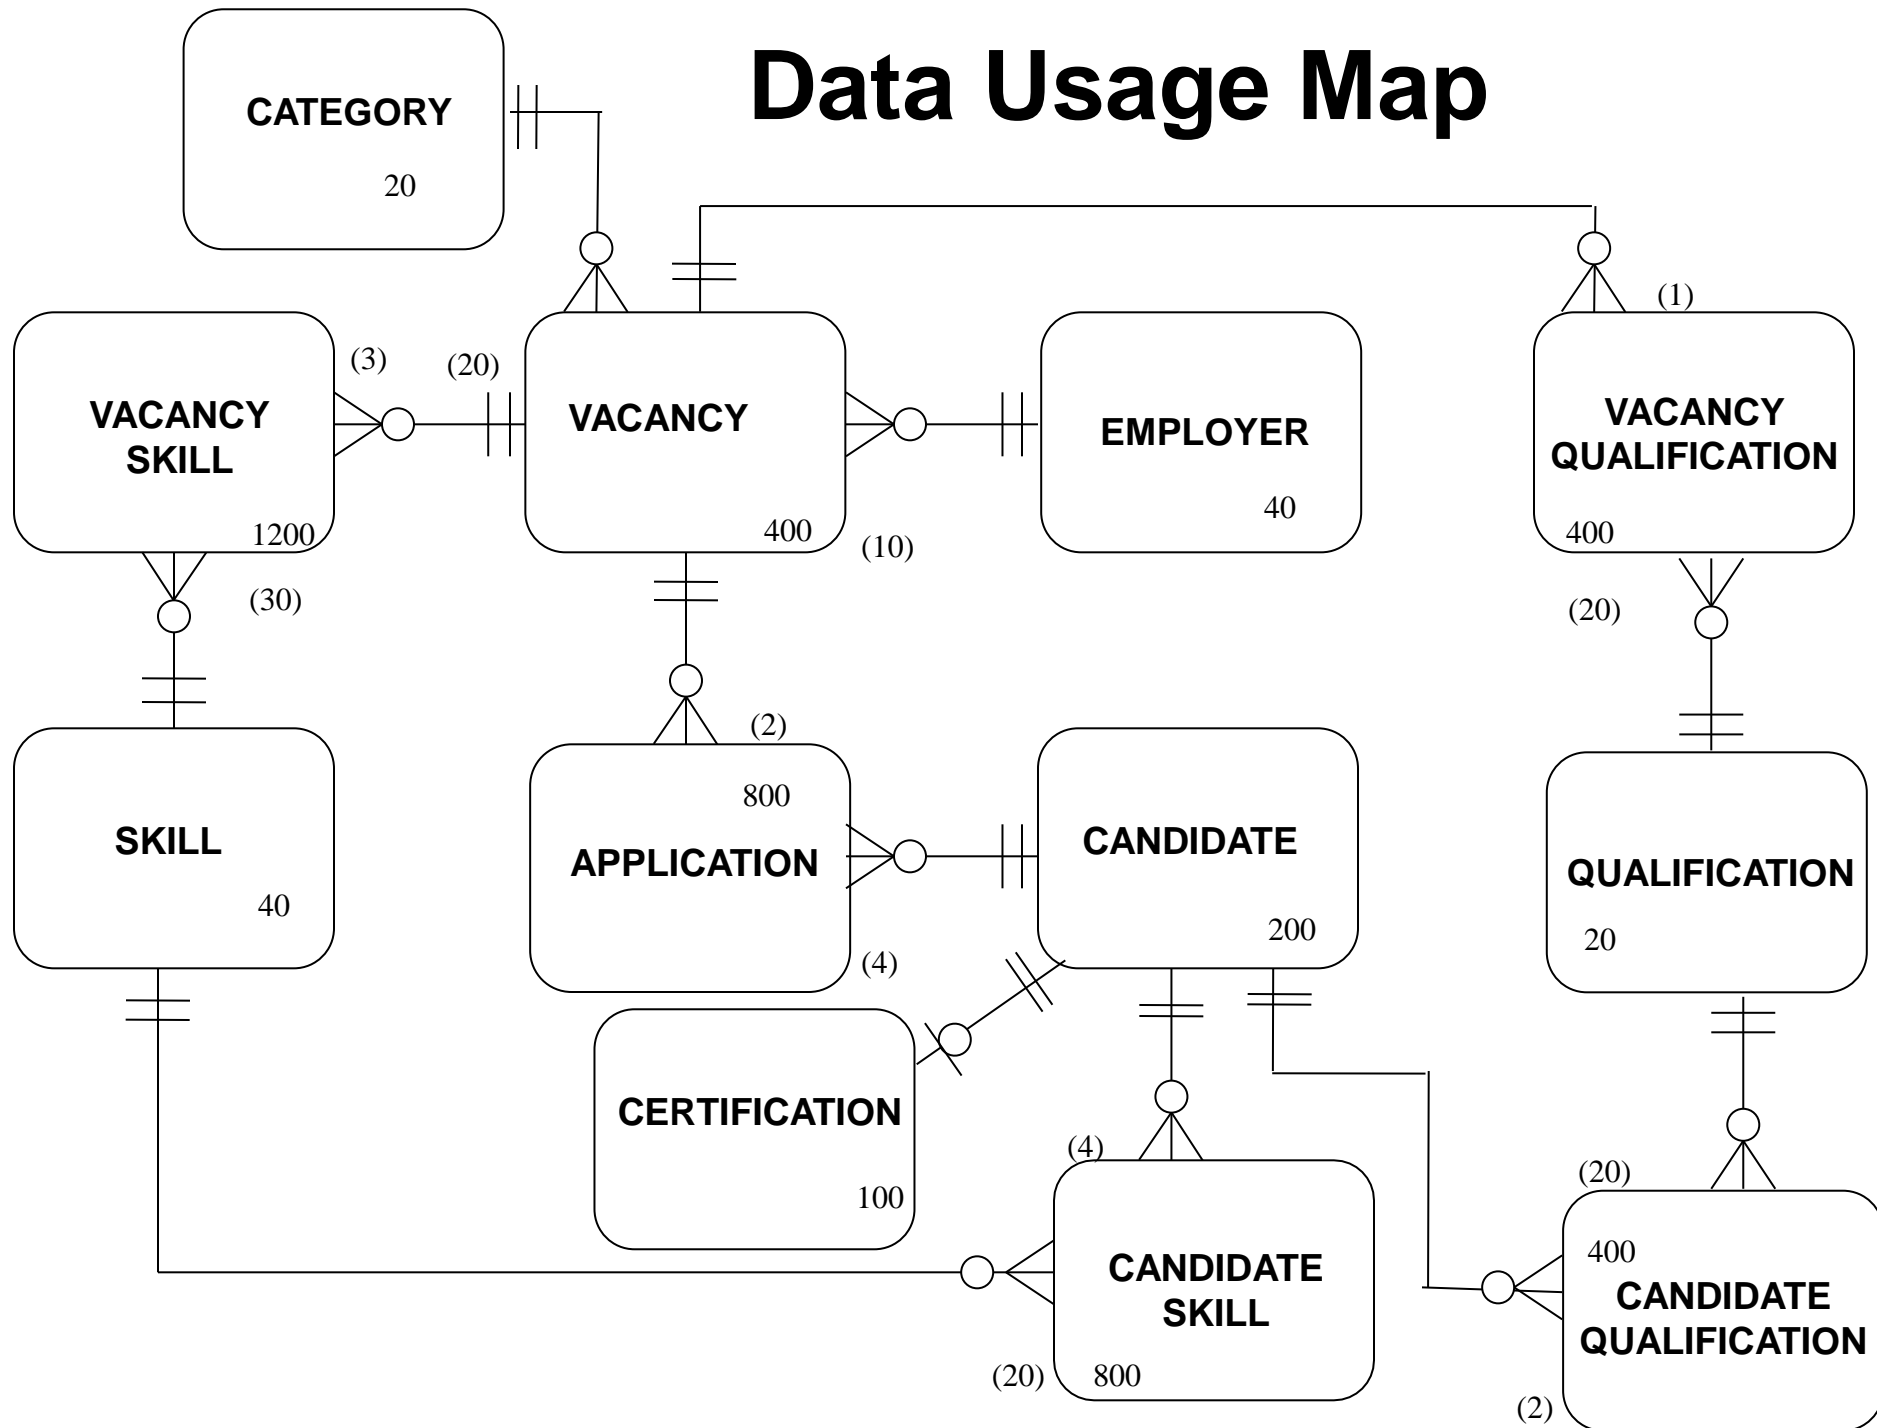 Data Usage Map
CATEGORY
20
(1)
(3)
(20)
VACANCY
SKILL
1200
VACANCY
400
EMPLOYER
40
VACANCY
QUALIFICATION
400
(10)
(30)
(20)
(2)
SKILL
40
800
APPLICATION
(4)
CANDIDATE
200
QUALIFICATION
20
CERTIFICATION
100
(4)
CANDIDATE
SKILL
800
(20)
(20)
400
CANDIDATE
QUALIFICATION
(2)